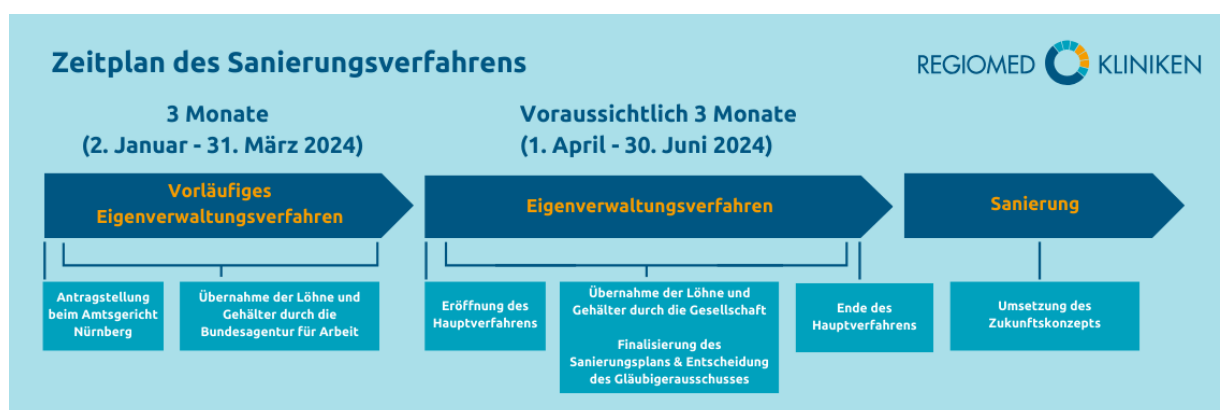 Zeitplan des Sanierungsverfahrens
REGIOMED KLINIKEN
3 Monate
(2. Januar - 31. März 2024)
Voraussichtlich 3 Monate
(1. April - 30. Juni 2024)
Vorläufiges
Eigenverwaltungsverfahren
Eigenverwaltungsverfahren
Sanierung
Antragstellung
beim Amtsgericht
Nürnberg
Übernahme der Löhne und
Gehälter durch die
Bundesagentur für Arbeit
Eröffnung des
Hauptverfahrens
Übernahme der Löhne und
Gehälter durch die Gesellschaft
Finalisierung des
Sanierungsplans & Entscheidung
des Gläubigerausschusses
Ende des
Hauptverfahrens
Umsetzung des
Zukunftskonzepts